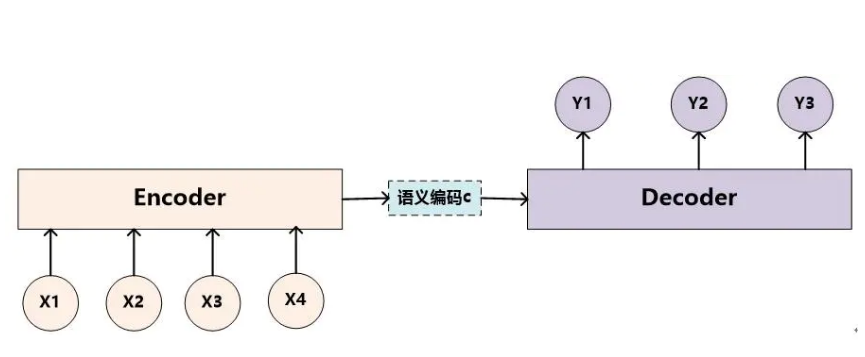 Y1 Y2 Y3
Encoder 语义编码c Decoder
X1 X2 X3 X4